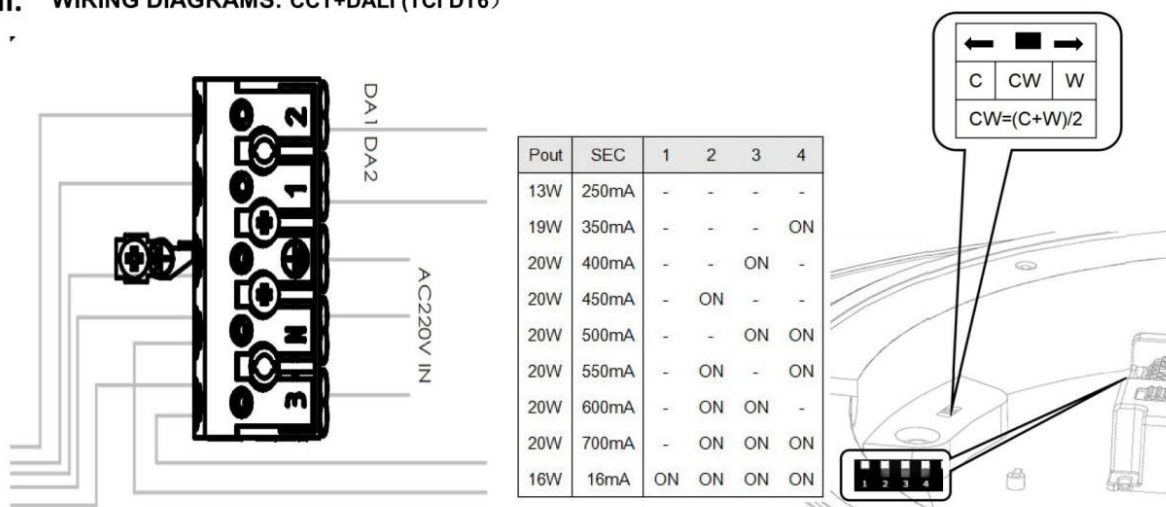 WIRING DIAGRAMS: CCT+DALI (TCI DT6)
DA1 DA2
2
1
N
3
AC220V IN
Pout SEC 1 2 3 4
13W 250mA - - - -
19W 350mA - - - ON
20W 400mA - - ON -
20W 450mA - ON - -
20W 500mA - - ON ON
20W 550mA - ON - ON
20W 600mA - ON ON -
20W 700mA - ON ON ON
16W 16mA ON ON ON ON
C CW W
CW=(C+W)/2
1 2 3 4